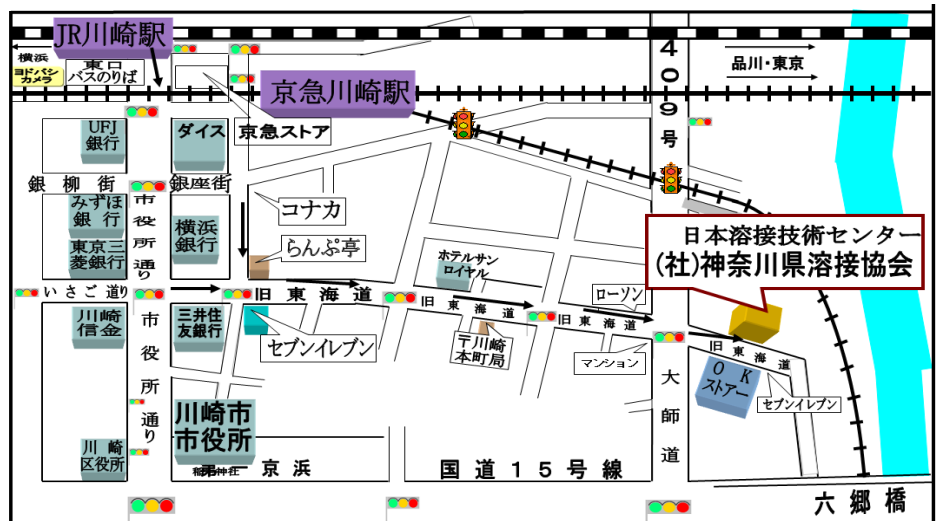 JR川崎駅
横浜
ヨドバシ
カメラ
東口
バスのりば
京急川崎駅
409号
品川・東京
UFJ
銀行
ダイス
京急ストア
銀柳街
銀座街
コナカ
みずほ
銀行
市役所通り
横浜
銀行
東京三
菱銀行
らんぷ亭
ホテルサン
ロイヤル
日本溶接技術センター
(社)神奈川県溶接協会
いさご通り
旧東海道
旧東海道
ローソン
川崎
信金
三井住
友銀行
セブンイレブン
〒川崎
本町局
旧東海道
マンション
旧東海道
市役所通り
大師道
OK
ストアー
セブンイレブン
川崎市
市役所
川崎
区役所
稲毛神社
京浜
国道15号線
六郷橋